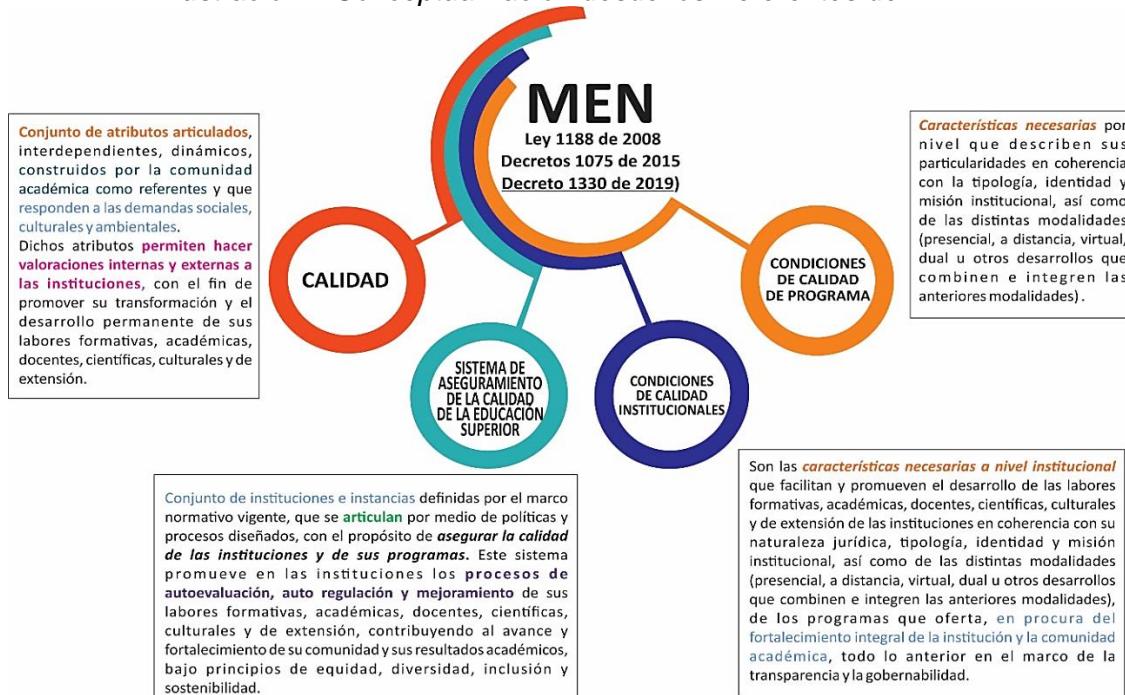 MEN
Ley 1188 de 2008
Decretos 1075 de 2015
Decreto 1330 de 2019)
Conjunto de atributos articulados,
interdependientes, dinámicos,
construidos por la comunidad
académica como referentes y que
responden a las demandas sociales,
culturales y ambientales.
Dichos atributos permiten hacer
valoraciones internas y externas a
las instituciones, con el fin de
promover su transformación y el
desarrollo permanente de sus
labores formativas, académicas,
docentes, científicas, culturales y de
extensión.
CALIDAD
SISTEMA DE
ASEGURAMIENTO
DE LA CALIDAD
DE LA EDUCACIÓN
SUPERIOR
CONDICIONES
DE CALIDAD
INSTITUCIONALES
CONDICIONES
DE CALIDAD
DE PROGRAMA
Características necesarias por
nivel que describen sus
particularidades en coherencia
con la tipología, identidad y
misión institucional, así como
de las distintas modalidades
(presencial, a distancia, virtual,
dual u otros desarrollos que
combinen e integren las
anteriores modalidades) .
Conjunto de instituciones e instancias definidas por el marco
normativo vigente, que se articulan por medio de políticas y
procesos diseñados, con el propósito de asegurar la calidad
de las instituciones y de sus programas. Este sistema
promueve en las instituciones los procesos de
autoevaluación, auto regulación y mejoramiento de sus
labores formativas, académicas, docentes, científicas,
culturales y de extensión, contribuyendo al avance y
fortalecimiento de su comunidad y sus resultados académicos,
bajo principios de equidad, diversidad, inclusión y
sostenibilidad.
Son las características necesarias a nivel institucional
que facilitan y promueven el desarrollo de las labores
formativas, académicas, docentes, científicas, culturales
y de extensión de las instituciones en coherencia con su
naturaleza jurídica, tipología, identidad y misión
institucional, así como de las distintas modalidades
(presencial, a distancia, virtual, dual u otros desarrollos
que combinen e integren las anteriores modalidades),
de los programas que oferta, en procura del
fortalecimiento integral de la institución y la comunidad
académica, todo lo anterior en el marco de la
transparencia y la gobernabilidad.